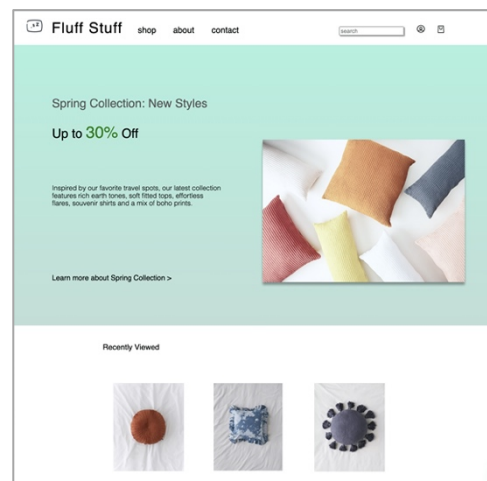 Fluff Stuff shop about contact search
Spring Collection: New Styles
Up to 30% Off
Inspired by our favorite travel spots, our latest collection
features rich earth tones, soft fitted tops, effortless
flares, souvenir shirts and a mix of boho prints.
Learn more about Spring Collection >
Recently Viewed